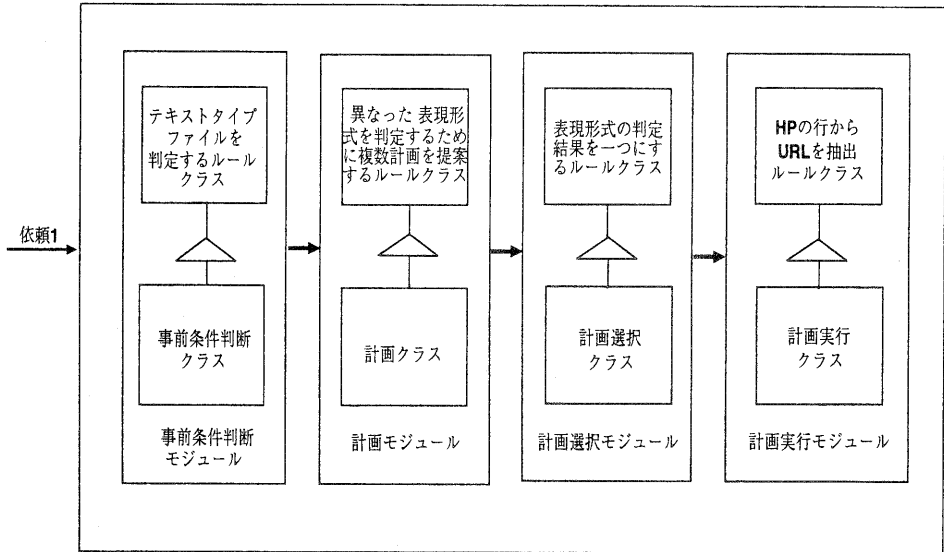 依頼1
テキストタイプ
ファイルを
判定するルール
クラス
事前条件判断
クラス
事前条件判断
モジュール
異なった 表現形
式を判定するため
に複数計画を提案
するルールクラス
計画クラス
計画モジュール
表現形式の判定
結果を一つにす
るルールクラス
計画選択
クラス
計画選択モジュール
HPの行から
URLを抽出
ルールクラス
計画実行
クラス
計画実行モジュール